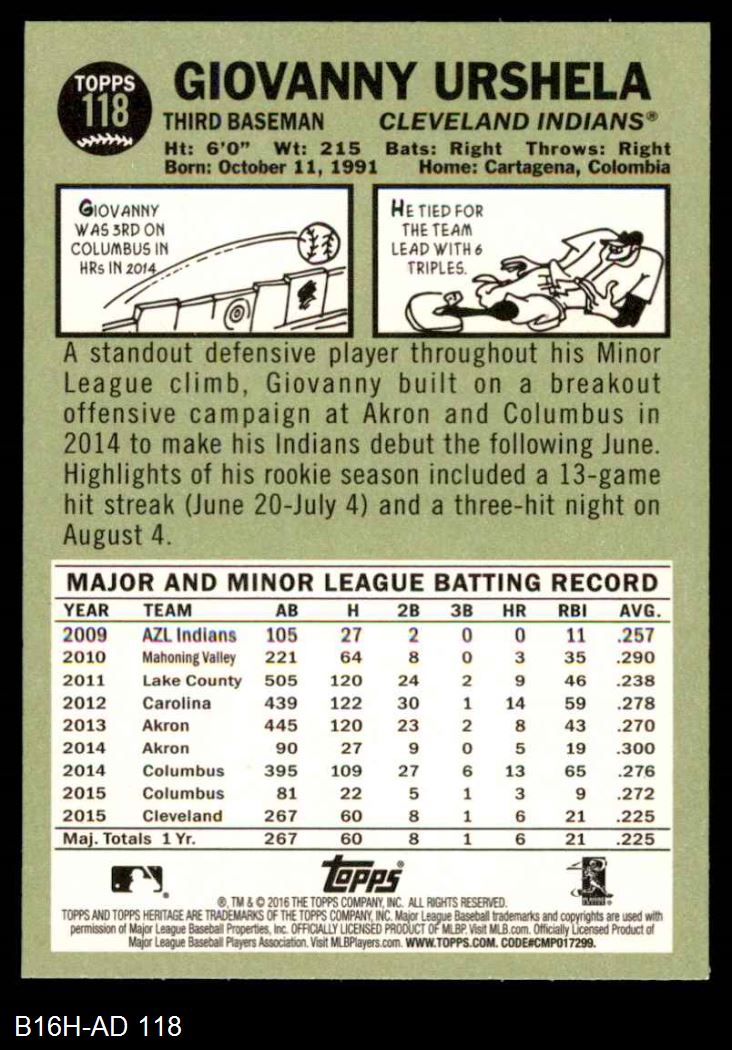 TOPPS
118
GIOVANNY URSHELA
THIRD BASEMAN CLEVELAND INDIANS®
Ht: 6'0" Wt: 215 Bats: Right Throws: Right
Born: October 11, 1991 Home: Cartagena, Colombia
GIOVANNY
WAS 3RD ON
COLUMBUS IN
HRs IN 2014.
HE TIED FOR
THE TEAM
LEAD WITH 6
TRIPLES.
A standout defensive player throughout his Minor
League climb, Giovanny built on a breakout
offensive campaign at Akron and Columbus in
2014 to make his Indians debut the following June.
Highlights of his rookie season included a 13-game
hit streak (June 20-July 4) and a three-hit night on
August 4.
MAJOR AND MINOR LEAGUE BATTING RECORD
YEAR TEAM AB H 2B 3B HR RBI AVG.
2009 AZL Indians 105 27 2 0 0 11 .257
2010 Mahoning Valley 221 64 8 0 3 35 .290
2011 Lake County 505 120 24 2 9 46 .238
2012 Carolina 439 122 30 1 14 59 .278
2013 Akron 445 120 23 2 8 43 .270
2014 Akron 90 27 9 0 5 19 .300
2014 Columbus 395 109 27 6 13 65 .276
2015 Columbus 81 22 5 1 3 9 .272
2015 Cleveland 267 60 8 1 6 21 .225
Maj. Totals 1 Yr. 267 60 8 1 6 21 .225
Topps®
®, TM & © 2016 THE TOPPS COMPANY, INC. ALL RIGHTS RESERVED.
TOPPS AND TOPPS HERITAGE ARE TRADEMARKS OF THE TOPPS COMPANY, INC. Major League Baseball trademarks and copyrights are used with
permission of Major League Baseball Properties, Inc. OFFICIALLY LICENSED PRODUCT OF MLBP. Visit MLB.com. Officially Licensed Product of
Major League Baseball Players Association. Visit MLBPlayers.com. WWW.TOPPS.COM. CODE#CMP017299.
B16H-AD 118